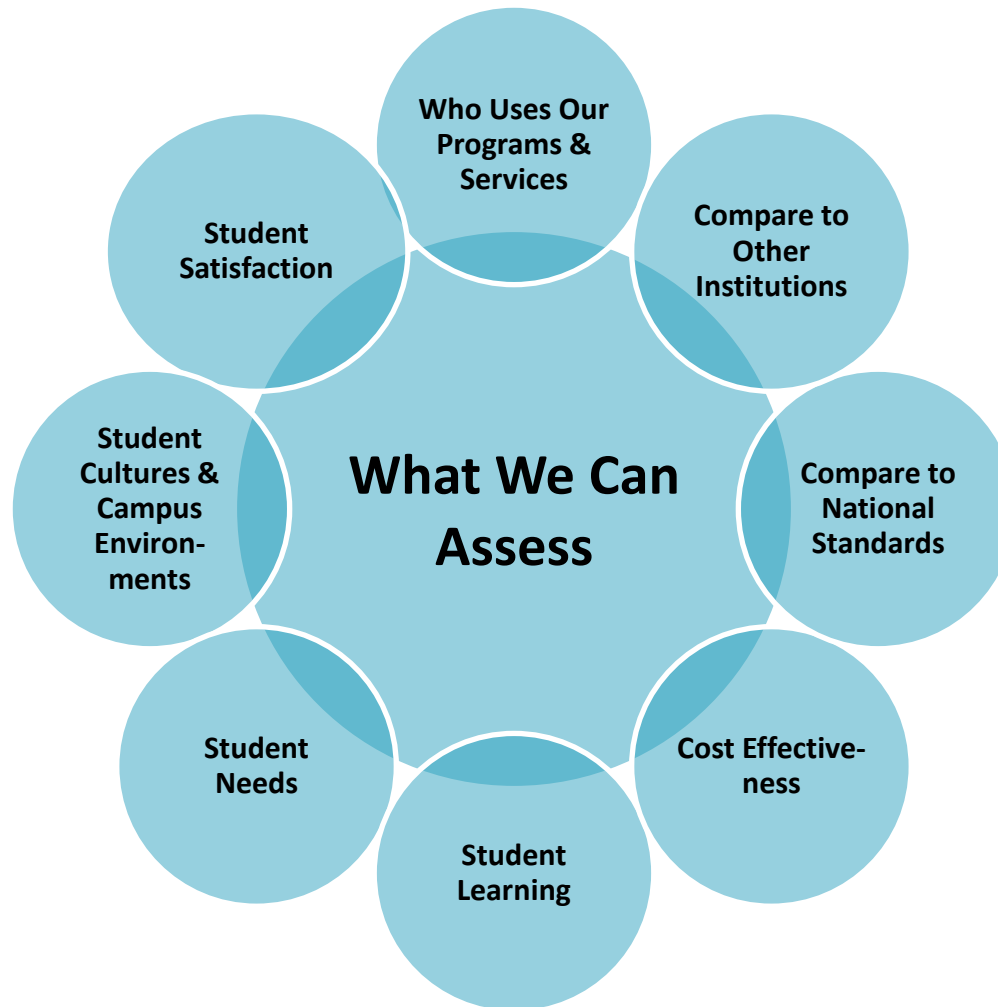 Who Uses Our
Programs &
Services
Compare to
Other
Institutions
Compare to
National
Standards
Cost Effective-
ness
Student
Learning
Student
Needs
Student
Cultures &
Campus
Environ-
ments
Student
Satisfaction
What We Can
Assess